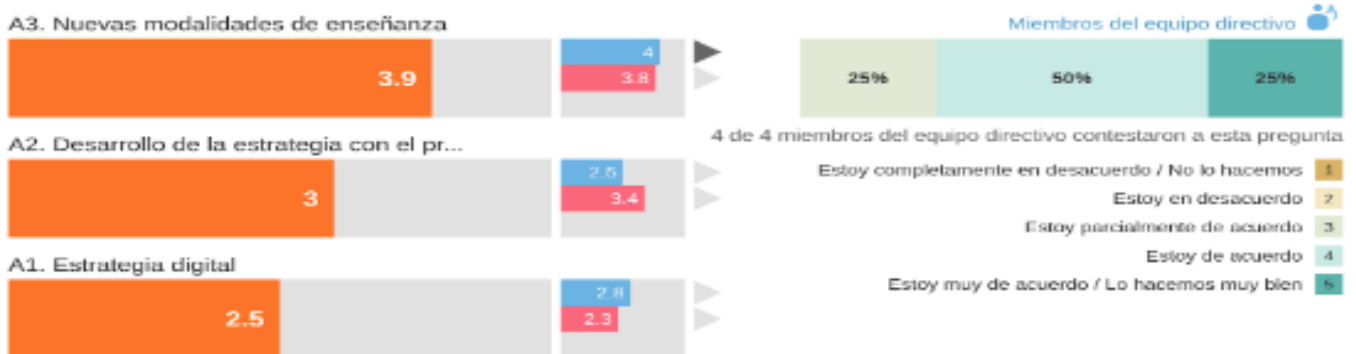 A3. Nuevas modalidades de enseñanza
3.9
4
3.8
A2. Desarrollo de la estrategia con el pr...
3
2.5
3.4
A1. Estrategia digital
2.5
2.8
2.3
Miembros del equipo directivo
25% 50% 25%
4 de 4 miembros del equipo directivo contestaron a esta pregunta
Estoy completamente en desacuerdo / No lo hacemos 1
Estoy en desacuerdo 2
Estoy parcialmente de acuerdo 3
Estoy de acuerdo 4
Estoy muy de acuerdo / Lo hacemos muy bien 5